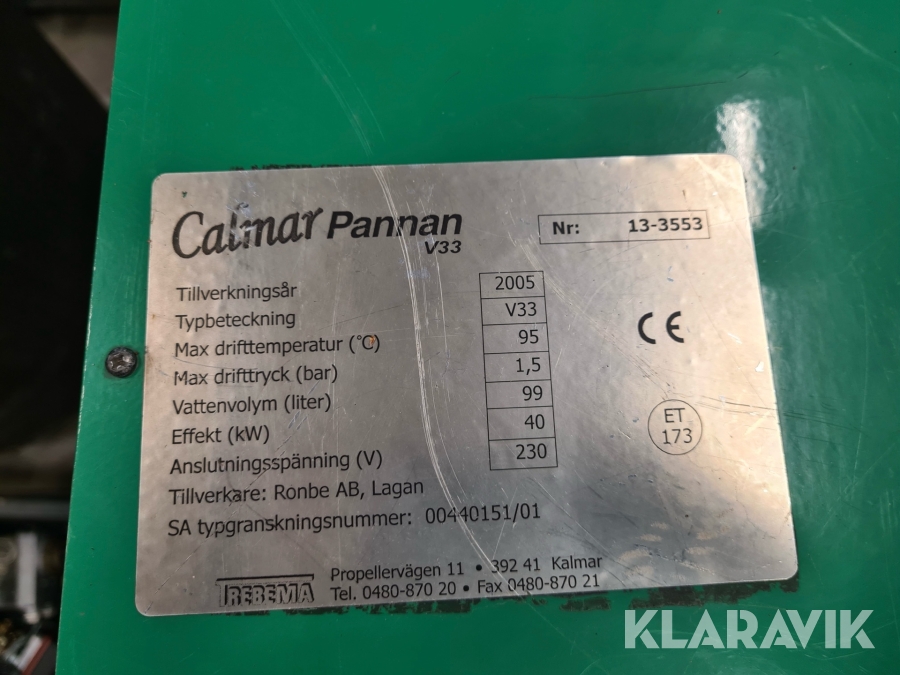 Calmar Pannan
V33
Nr: 13-3553
Tillverkningsår 2005
Typbeteckning V33
Max drifttemperatur (°C) 95
Max drifttryck (bar) 1,5
Vattenvolym (liter) 99
Effekt (kW) 40
Anslutningsspänning (V) 230
Tillverkare: Ronbe AB, Lagan
SA typgranskningsnummer: 00440151/01
CE
ET
173
TREBEMA
Propellervägen 11 • 392 41 Kalmar
Tel. 0480-870 20 • Fax 0480-870 21
KLARAVIK